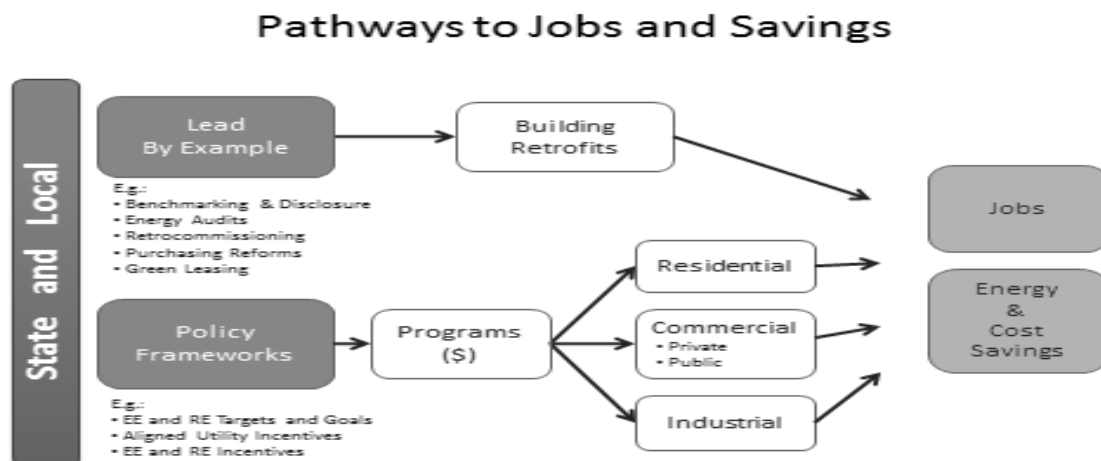 Pathways to Jobs and Savings
State and Local
Lead
By Example
E.g.:
• Benchmarking & Disclosure
• Energy Audits
• Retrocommissioning
• Purchasing Reforms
• Green Leasing
Building
Retrofits
Policy
Frameworks
E.g.:
• EE and RE Targets and Goals
• Aligned Utility Incentives
• EE and RE Incentives
Programs
($)
Residential
Commercial
• Private
• Public
Industrial
Jobs
Energy
&
Cost
Savings